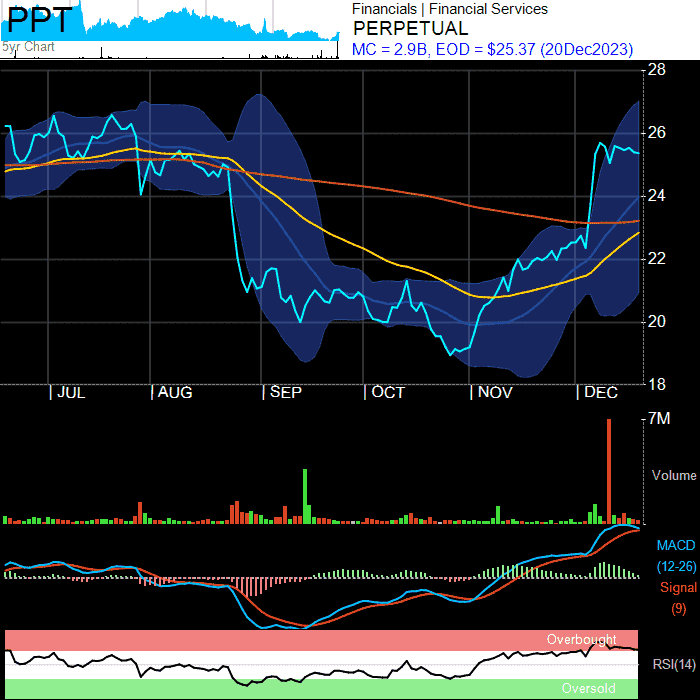 PPT
5yr Chart
Financials | Financial Services
PERPETUAL
MC = 2.9B, EOD = $25.37 (20Dec2023)
28
26
24
22
20
18
| JUL | AUG | SEP | OCT | NOV | DEC
7M
Volume
MACD
(12-26)
Signal
(9)
Overbought
RSI(14)
Oversold